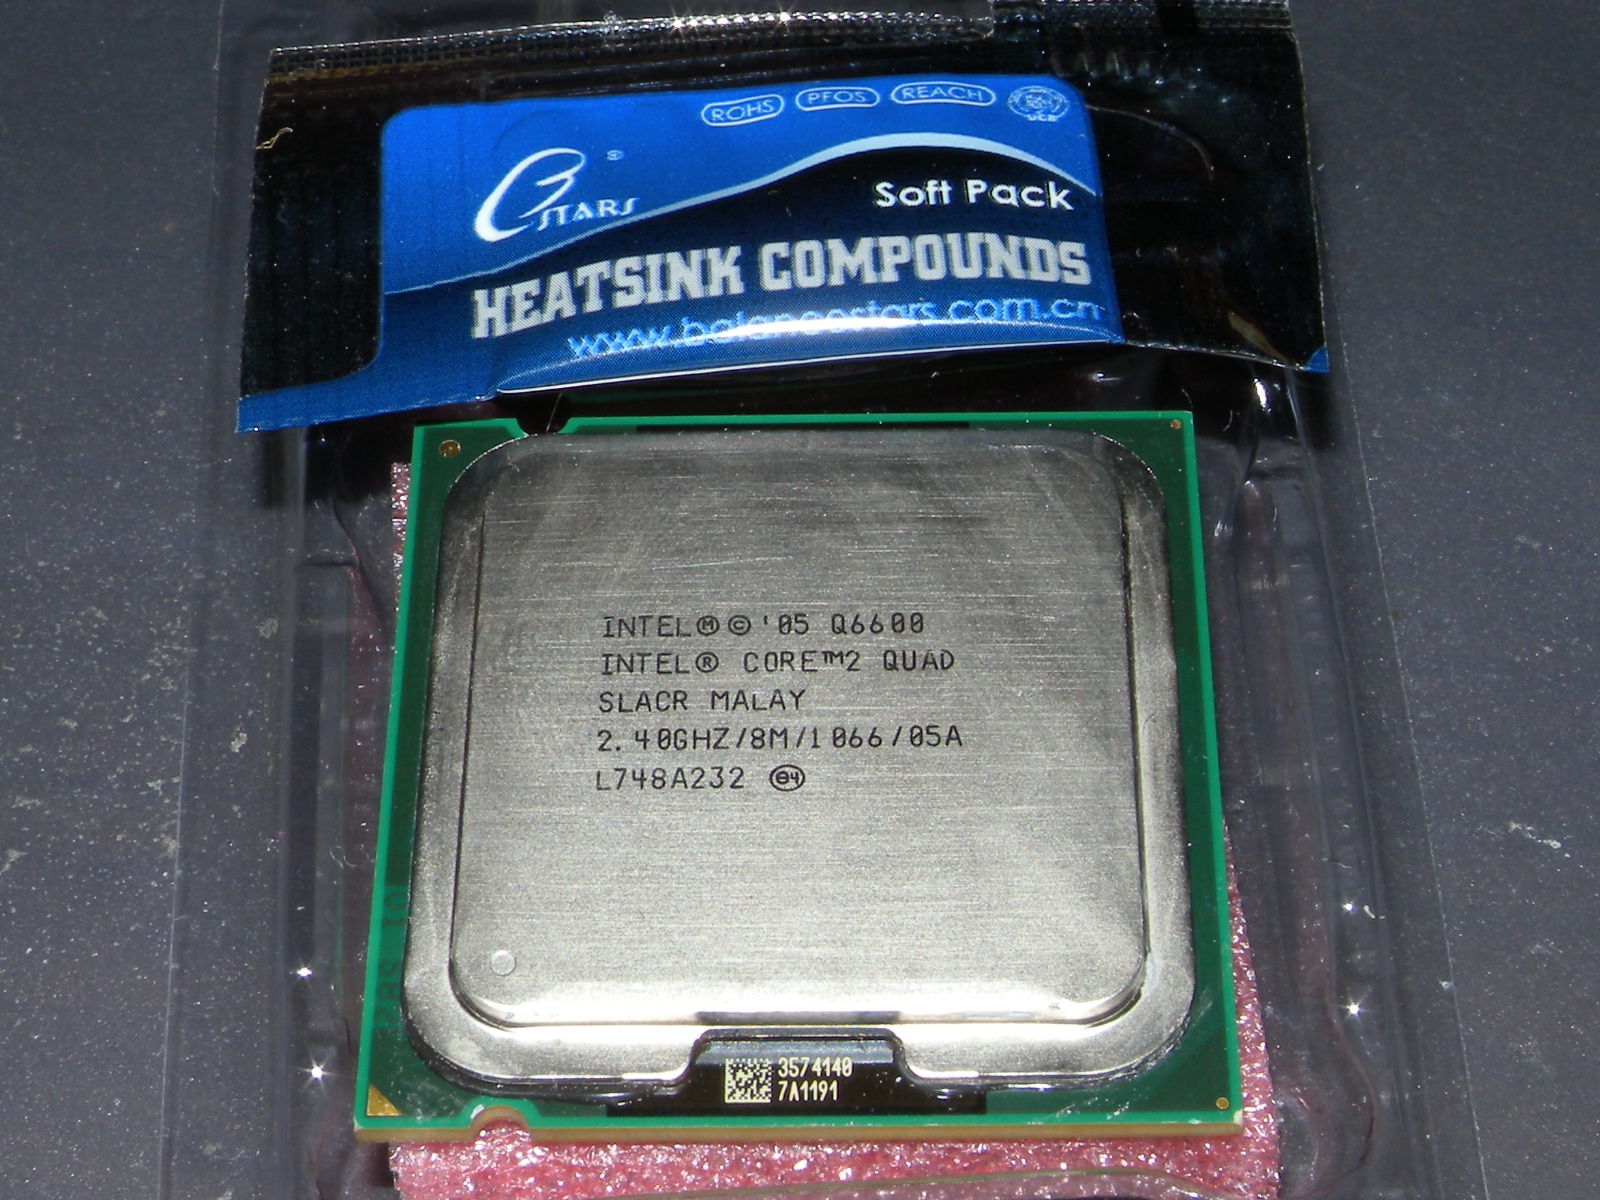 ROHS PFOS REACH
B STARS ®
Soft Pack
HEATSINK COMPOUNDS
www.balancestars.com.cn
INTEL Ⓜ © '05 Q6600
INTEL® CORE™2 QUAD
SLACR MALAY
2.40GHZ/8M/1066/05A
L748A232 e4
3574140
7A1191